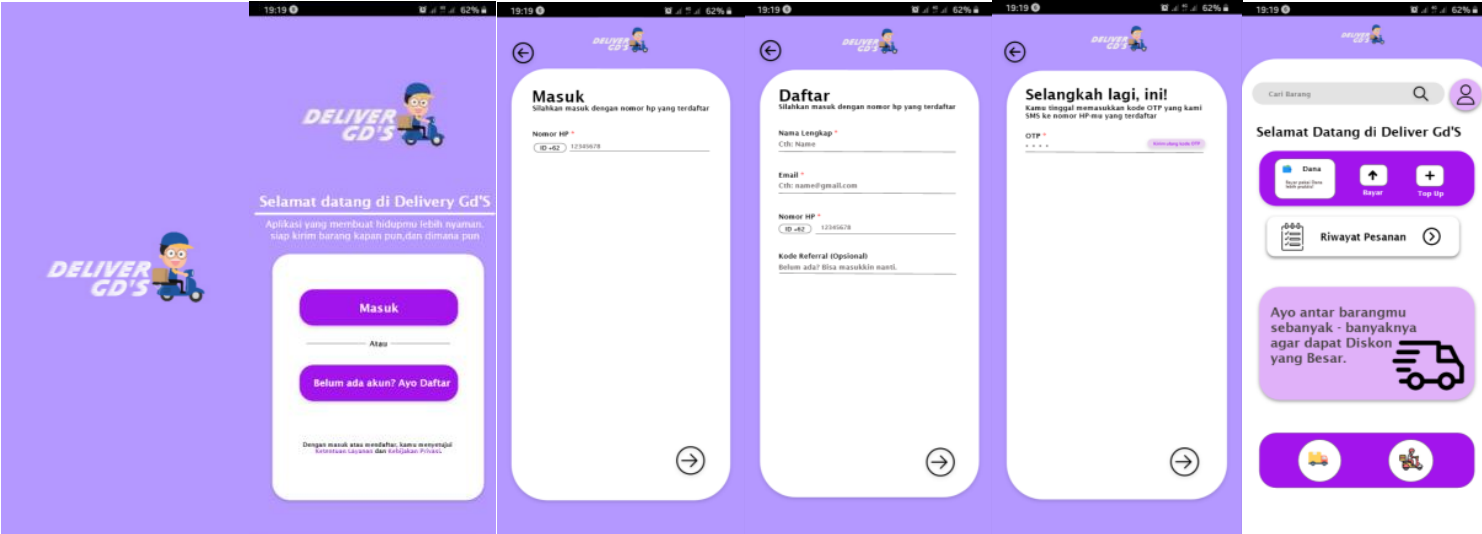 DELIVER
GD'S
19:19
62%
DELIVER
GD'S
Selamat datang di Delivery Gd'S
Aplikasi yang membuat hidupmu lebih nyaman.
siap kirim barang kapan pun,dan dimana pun
Masuk
Atau
Belum ada akun? Ayo Daftar
Dengan masuk atau mendaftar, kamu menyetujui
Ketentuan Layanan dan Kebijakan Privasi.
19:19
62%
DELIVER
GD'S
Masuk
Silahkan masuk dengan nomor hp yang terdaftar
Nomor HP *
ID +62 12345678
19:19
62%
DELIVER
GD'S
Daftar
Silahkan masuk dengan nomor hp yang terdaftar
Nama Lengkap *
Cth: Name
Email *
Cth: name@gmail.com
Nomor HP *
ID +62 12345678
Kode Referral (Opsional)
Belum ada? Bisa masukkin nanti.
19:19
62%
DELIVER
GD'S
Selangkah lagi, ini!
Kamu tinggal memasukkan kode OTP yang kami
SMS ke nomor HP-mu yang terdaftar
OTP *
Kirim ulang kode OTP
19:19
62%
DELIVER
GD'S
Cari Barang
Selamat Datang di Deliver Gd'S
Dana
Bayar pakai Dana
lebih praktis!
Bayar
Top Up
Riwayat Pesanan
Ayo antar barangmu
sebanyak - banyaknya
agar dapat Diskon
yang Besar.